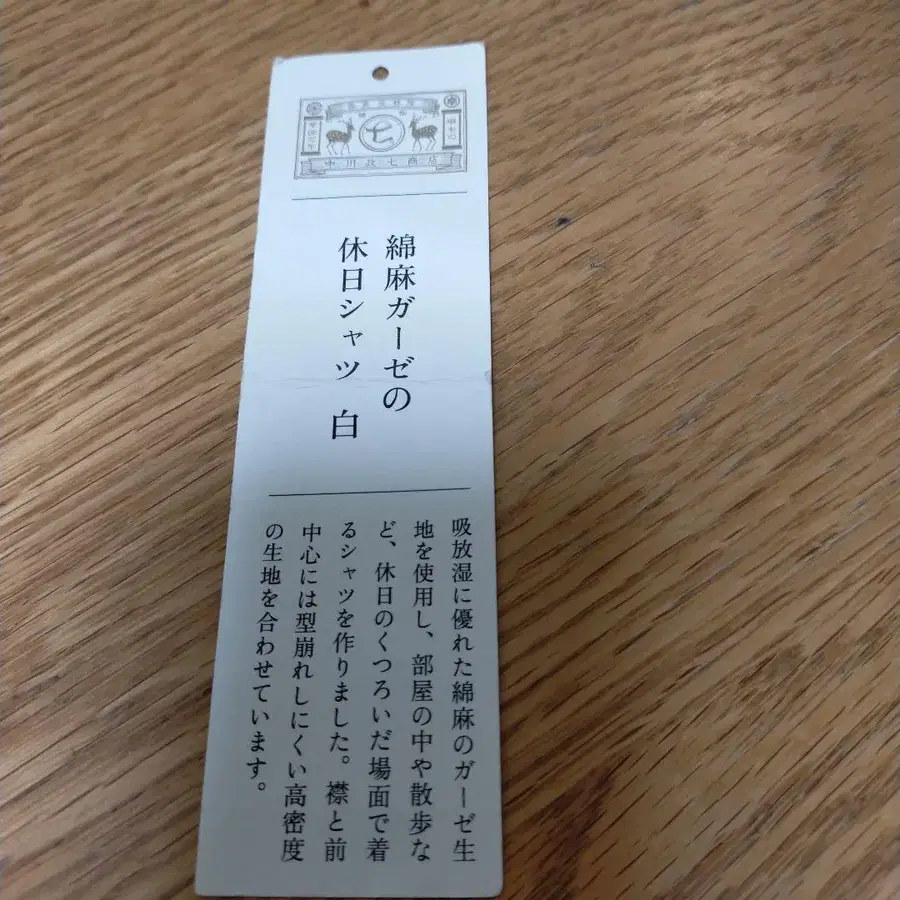 中川政七商店
綿麻ガーゼの
休日シャツ 白
吸放湿に優れた綿麻のガーゼ生
地を使用し、部屋の中や散歩な
ど、休日のくつろいだ場面で着
るシャツを作りました。襟と前
中心には型崩れしにくい高密度
の生地を合わせています。